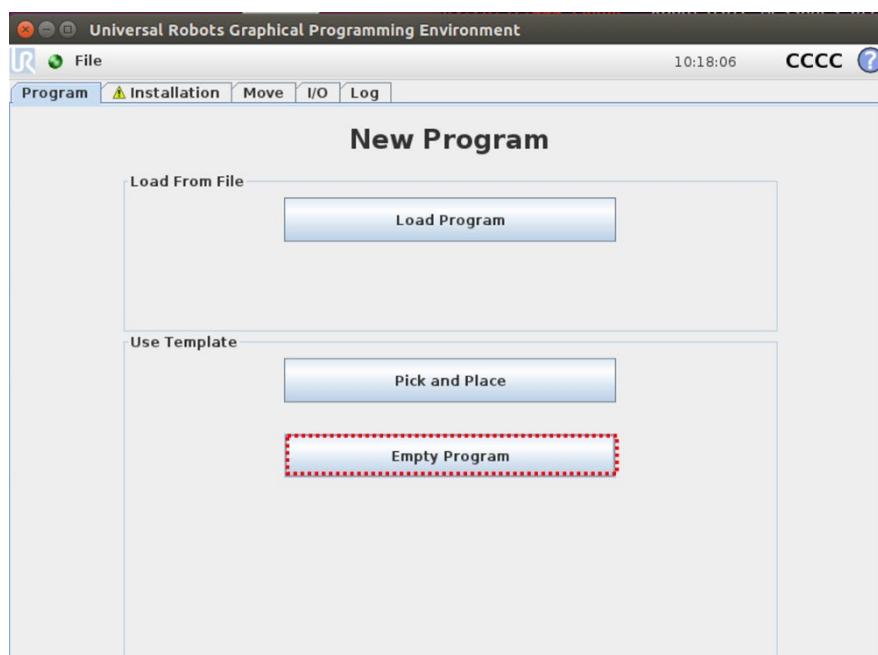 Universal Robots Graphical Programming Environment
UR File 10:18:06 CCCC ?
Program Installation Move I/O Log
New Program
Load From File
Load Program
Use Template
Pick and Place
Empty Program